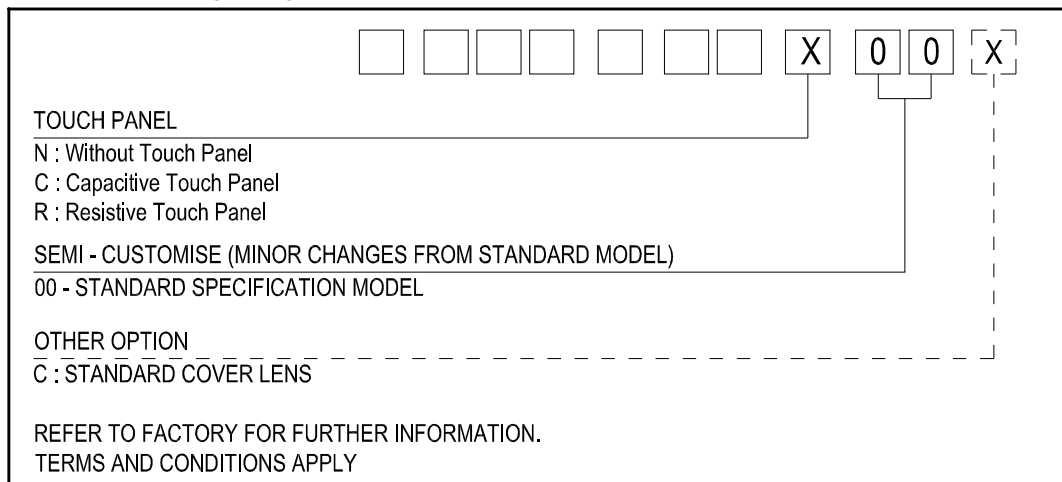 X 0 0 X
TOUCH PANEL
N : Without Touch Panel
C : Capacitive Touch Panel
R : Resistive Touch Panel
SEMI - CUSTOMISE (MINOR CHANGES FROM STANDARD MODEL)
00 - STANDARD SPECIFICATION MODEL
OTHER OPTION
C : STANDARD COVER LENS
REFER TO FACTORY FOR FURTHER INFORMATION.
TERMS AND CONDITIONS APPLY